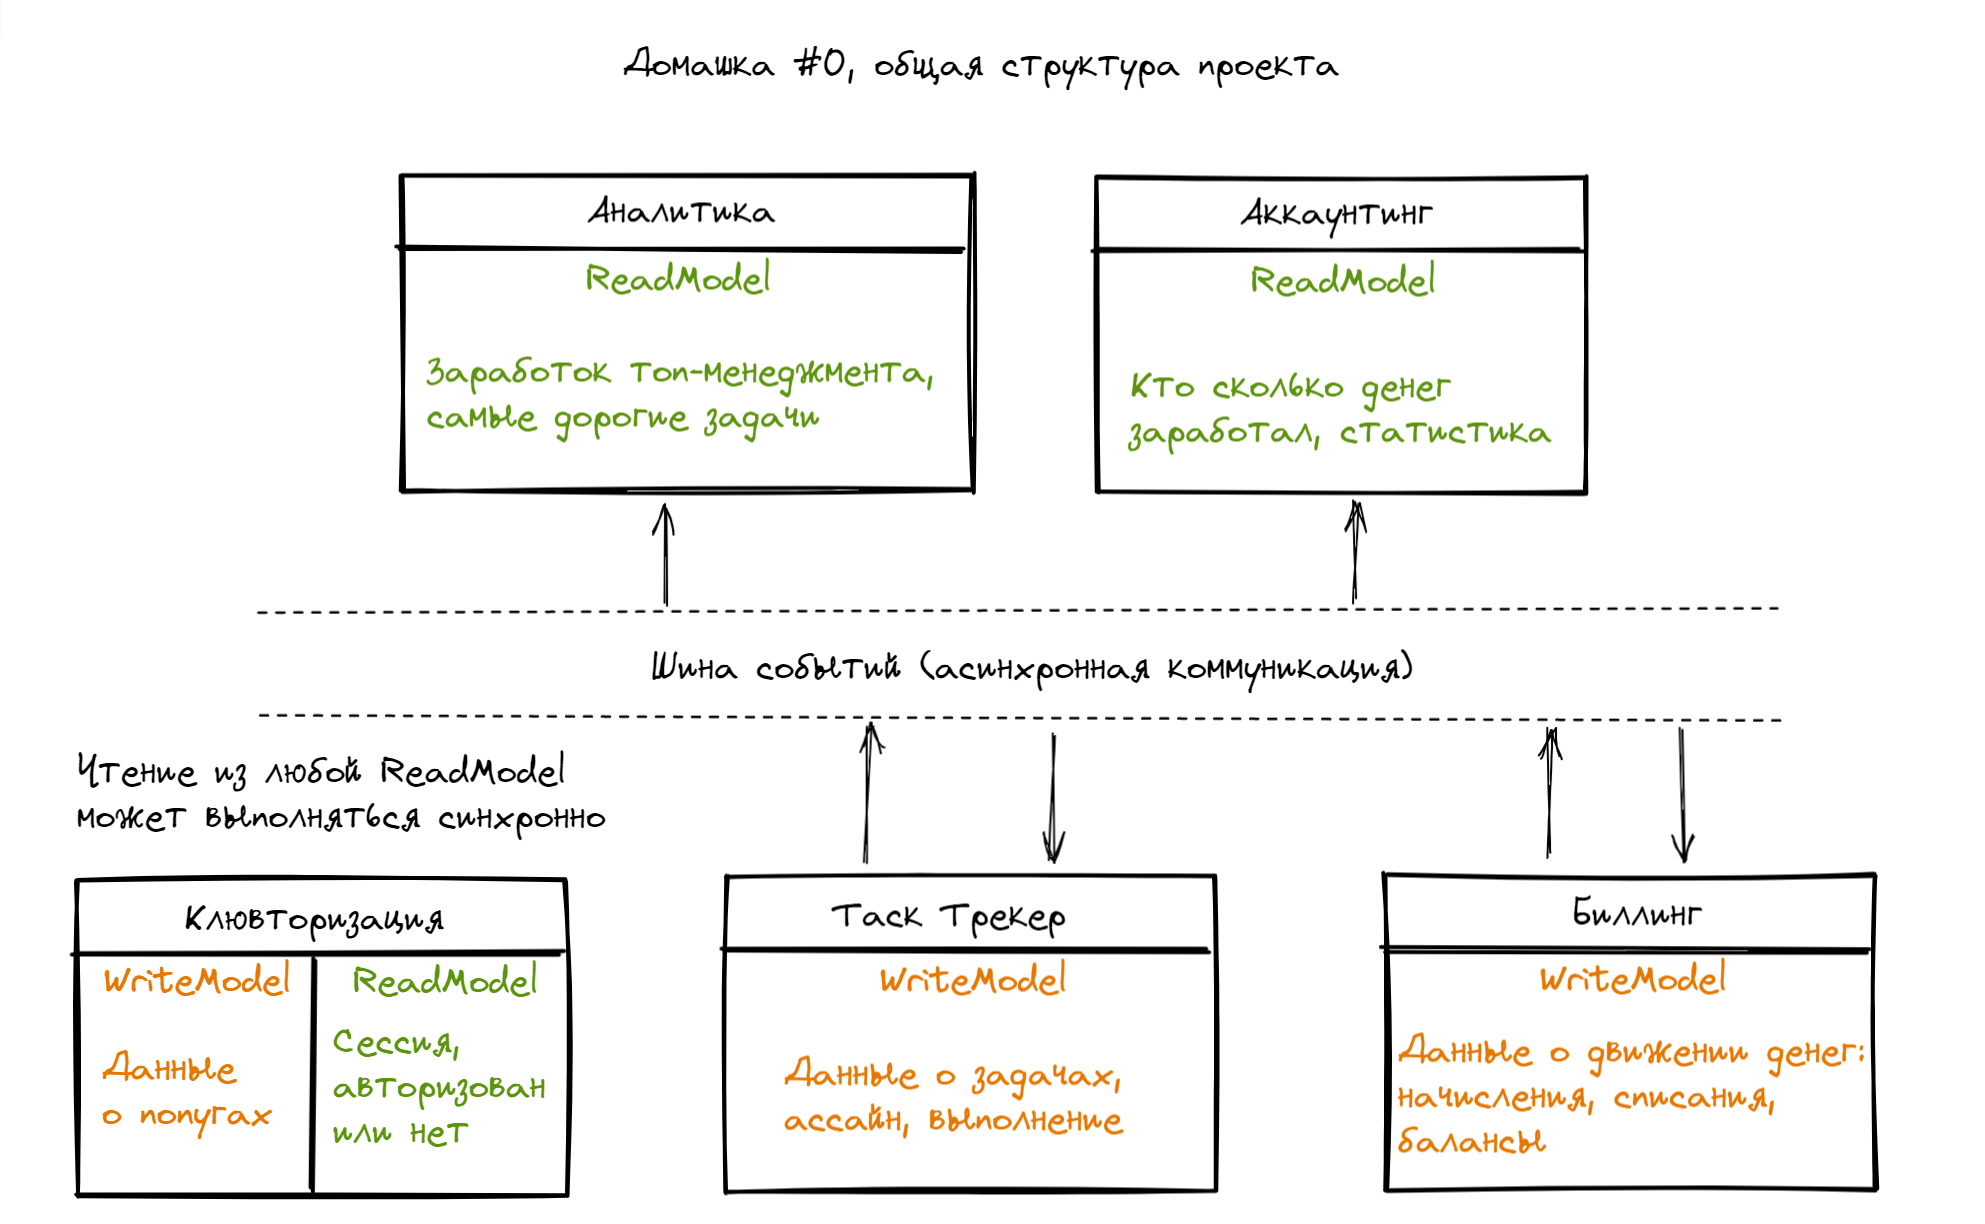 Домашка #0, общая структура проекта
Аналитика
ReadModel
Заработок топ-менеджмента,
самые дорогие задачи
Аккаунтинг
ReadModel
Кто сколько денег
заработал, статистика
Шина событий (асинхронная коммуникация)
Чтение из любой ReadModel
может выполняться синхронно
Клювторизация
WriteModel
Данные
о попугах
ReadModel
Сессия,
авторизован
или нет
Таск Трекер
WriteModel
Данные о задачах,
ассайн, выполнение
Биллинг
WriteModel
Данные о движении денег:
начисления, списания,
балансы